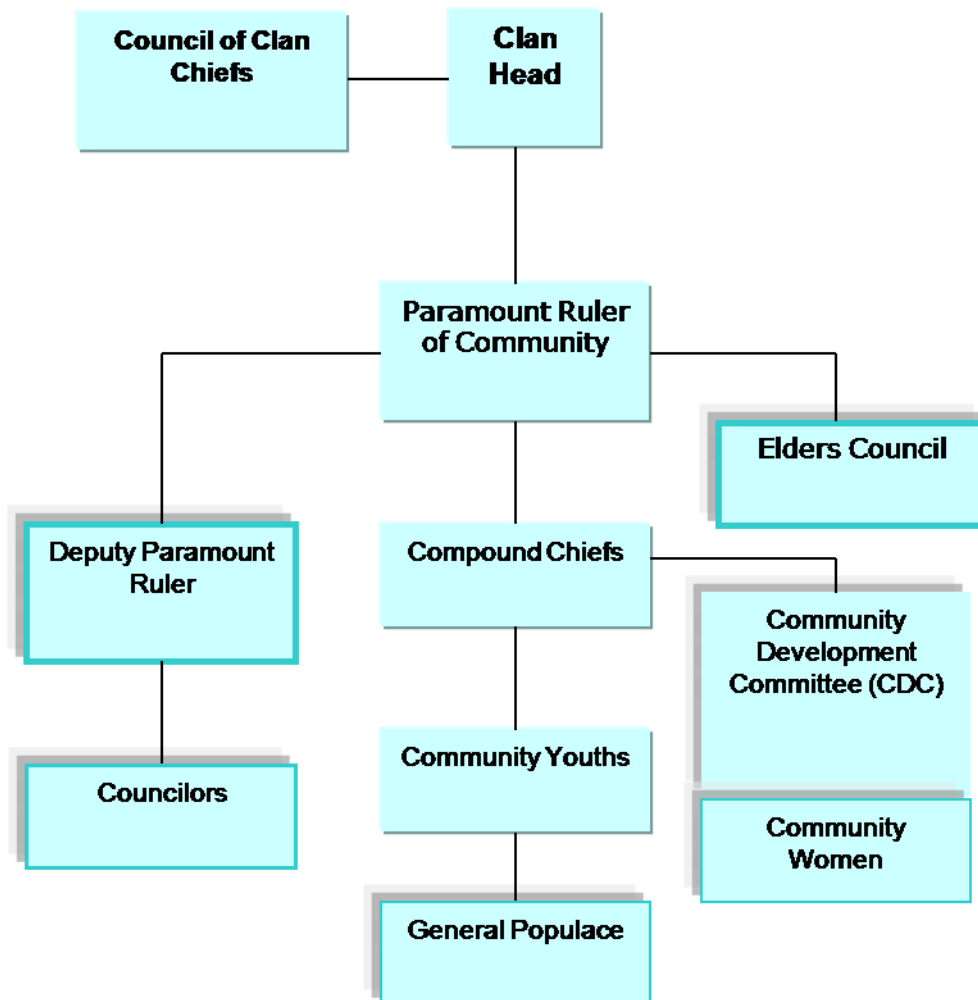 Council of Clan
Chiefs
Clan
Head
Paramount Ruler
of Community
Elders Council
Deputy Paramount
Ruler
Compound Chiefs
Community
Development
Committee (CDC)
Community Youths
Councilors
Community
Women
General Populace